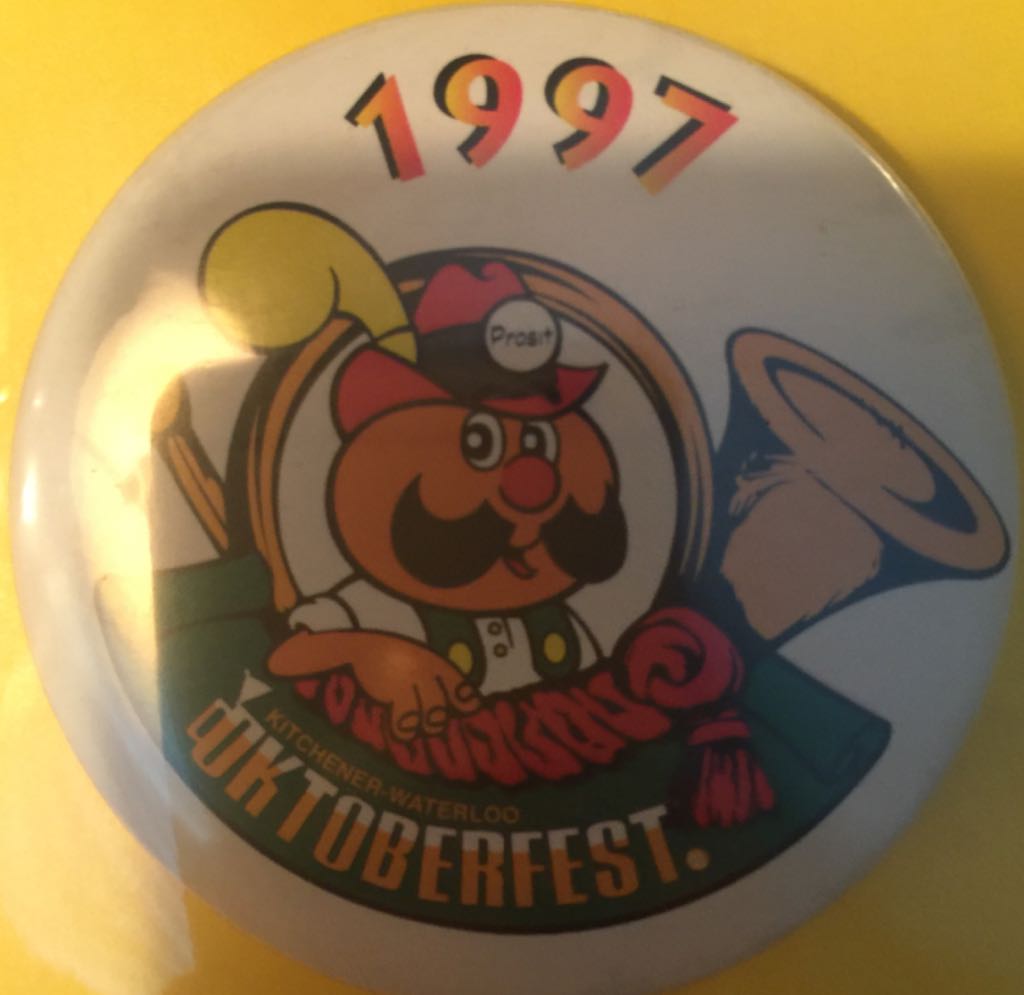 1997
Prosit
KITCHENER-WATERLOO
OKTOBERFEST.